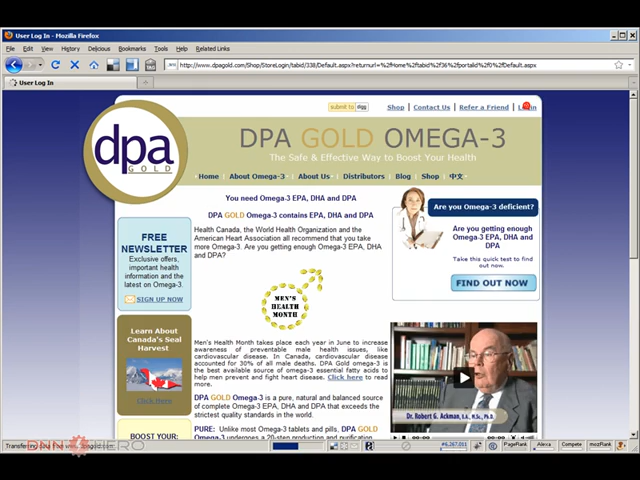 User Log In - Mozilla Firefox
File Edit View History Delicious Bookmarks Tools Help Related Links
http://www.dpagold.com/Shop/StoreLogin/tabid/338/Default.aspx?returnurl=%2fHome%2ftabid%2f36%2fportalid%2f0%2fDefault.aspx
User Log In
submit to digg
Shop | Contact Us | Refer a Friend | Login
dpa
GOLD
DPA GOLD OMEGA-3
The Safe & Effective Way to Boost Your Health
Home About Omega-3 About Us Distributors Blog Shop 中文
FREE
NEWSLETTER
Exclusive offers,
important health
information and the
latest on Omega-3.
SIGN UP NOW
Learn About
Canada's Seal
Harvest
Click Here
BOOST YOUR:
You need Omega-3 EPA, DHA and DPA
DPA GOLD Omega-3 contains EPA, DHA and DPA
Health Canada, the World Health Organization and the
American Heart Association all recommend that you take
more Omega-3. Are you getting enough Omega-3 EPA, DHA
and DPA?
MEN'S
HEALTH
MONTH
Men's Health Month takes place each year in June to increase
awareness of preventable male health issues, like
cardiovascular disease. In Canada, cardiovascular disease
accounted for 30% of all male deaths. DPA Gold omega-3 is
the best available source of omega-3 essential fatty acids to
help men prevent and fight heart disease. Click here to read
more.
DPA GOLD Omega-3 is a pure, natural and balanced source
of complete Omega-3 EPA, DHA and DPA that exceeds the
strictest quality standards in the world.
PURE: Unlike most Omega-3 tablets and pills, DPA GOLD
Omega-3 undergoes a 20-step production and purification
Are you Omega-3 deficient?
Are you getting enough
Omega-3 EPA, DHA and
DPA?
Take this quick test to find
out now.
FIND OUT NOW
Dr. Robert G. Ackman,
Transferring data from www.dpagold.com...
DNN HERO
#6,267,011 PageRank Alexa Compete mozRank